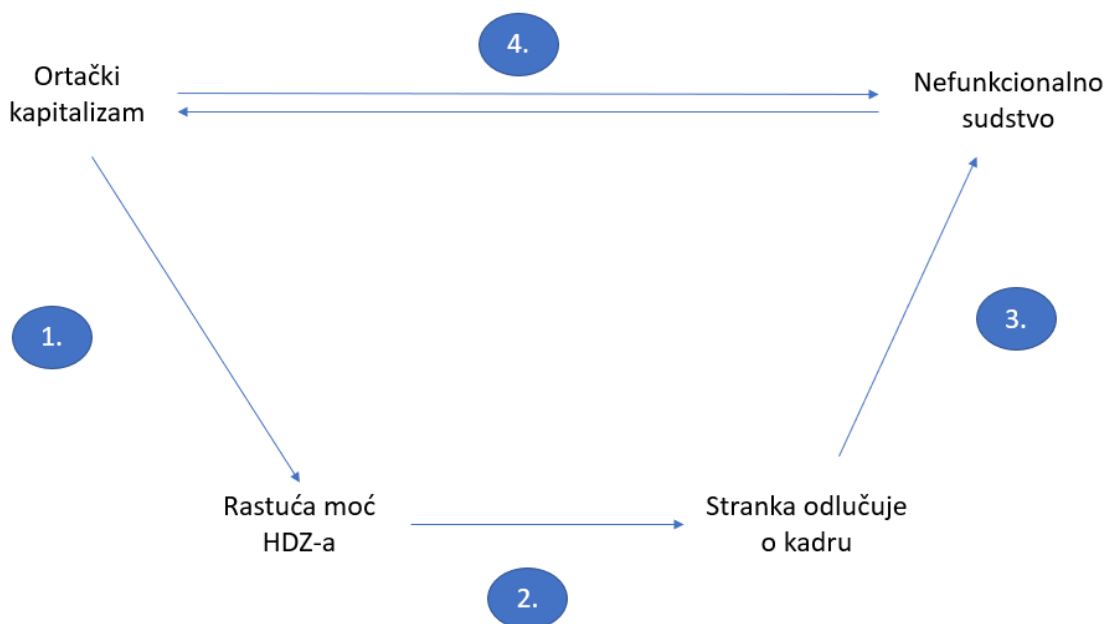 4.
Ortački
kapitalizam
Nefunkcionalno
sudstvo
1.
3.
Rastuća moć
HDZ-a
Stranka odlučuje
o kadru
2.